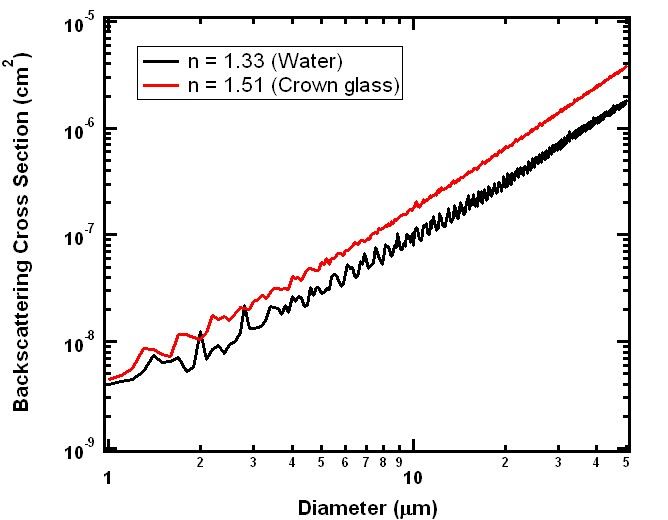 10⁻⁵
n = 1.33 (Water)
n = 1.51 (Crown glass)
10⁻⁶
Backscattering Cross Section (cm²)
10⁻⁷
10⁻⁸
10⁻⁹
2 3 4 5 6 7 8 9 2 3 4 5
1 10
Diameter (μm)